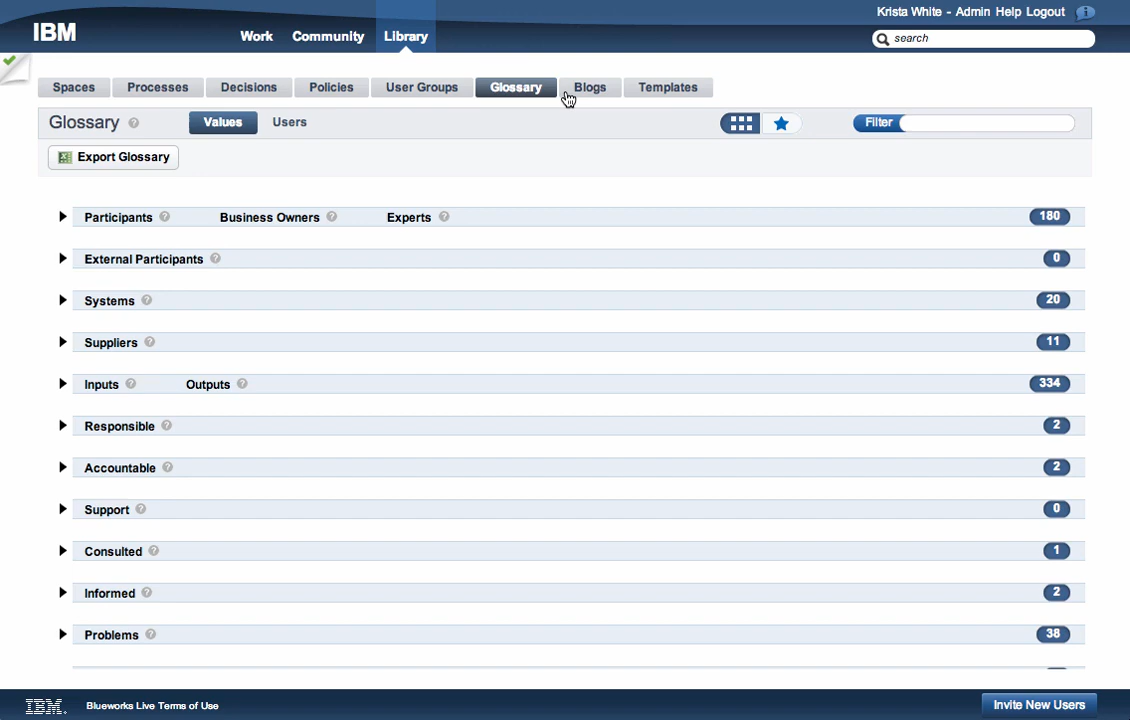 Krista White - Admin Help Logout
IBM
Work Community Library
search
Spaces Processes Decisions Policies User Groups Glossary Blogs Templates
Glossary Values Users Filter
Export Glossary
Participants Business Owners Experts 180
External Participants 0
Systems 20
Suppliers 11
Inputs Outputs 334
Responsible 2
Accountable 2
Support 0
Consulted 1
Informed 2
Problems 38
IBM. Blueworks Live Terms of Use Invite New Users